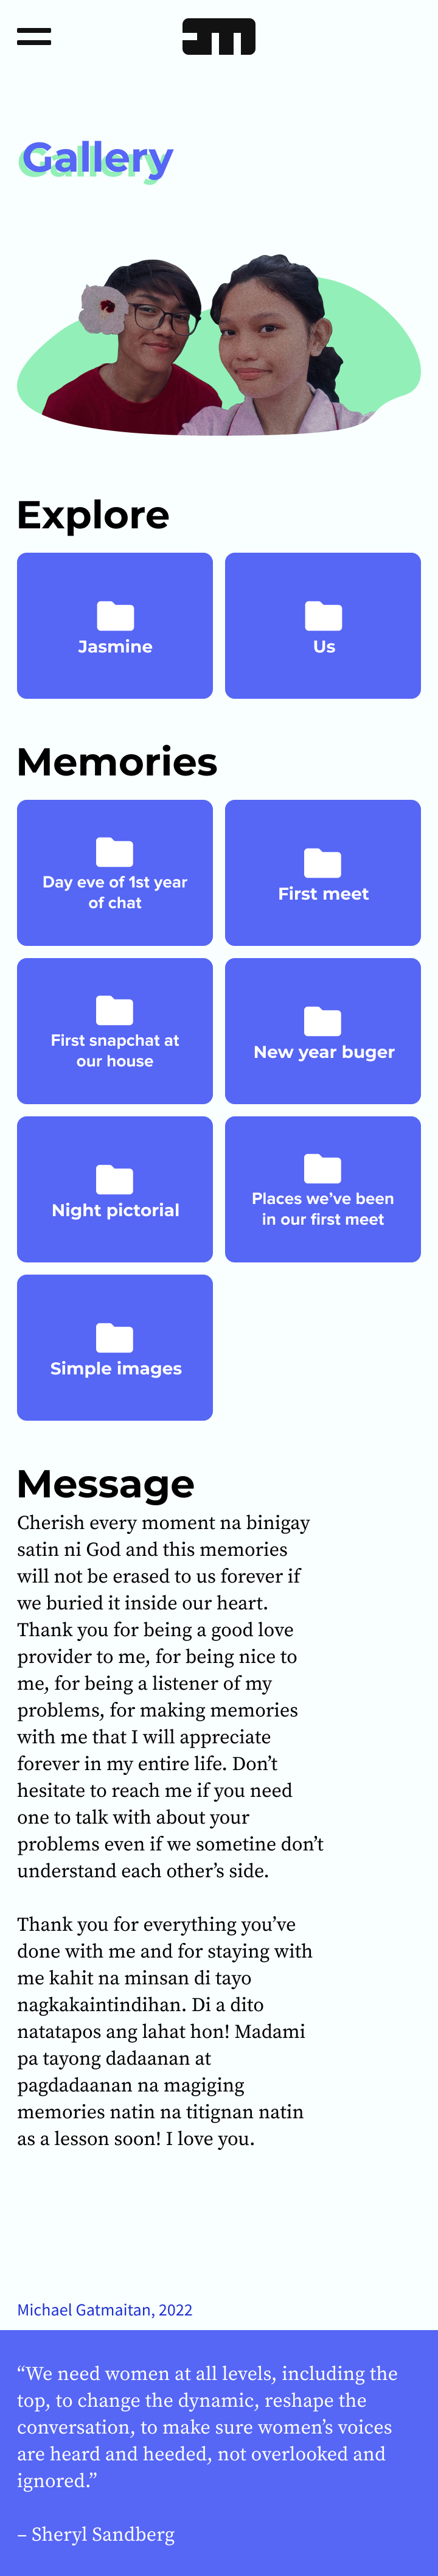 Gallery
Explore
Jasmine
Us
Memories
Day eve of 1st year
of chat
First meet
First snapchat at
our house
New year buger
Night pictorial
Places we’ve been
in our first meet
Simple images
Message
Cherish every moment na binigay
satin ni God and this memories
will not be erased to us forever if
we buried it inside our heart.
Thank you for being a good love
provider to me, for being nice to
me, for being a listener of my
problems, for making memories
with me that I will appreciate
forever in my entire life. Don’t
hesitate to reach me if you need
one to talk with about your
problems even if we sometine don’t
understand each other’s side.
Thank you for everything you’ve
done with me and for staying with
me kahit na minsan di tayo
nagkakaintindihan. Di a dito
natatapos ang lahat hon! Madami
pa tayong dadaanan at
pagdadaanan na magiging
memories natin na titignan natin
as a lesson soon! I love you.
Michael Gatmaitan, 2022
“We need women at all levels, including the
top, to change the dynamic, reshape the
conversation, to make sure women’s voices
are heard and heeded, not overlooked and
ignored.”
– Sheryl Sandberg